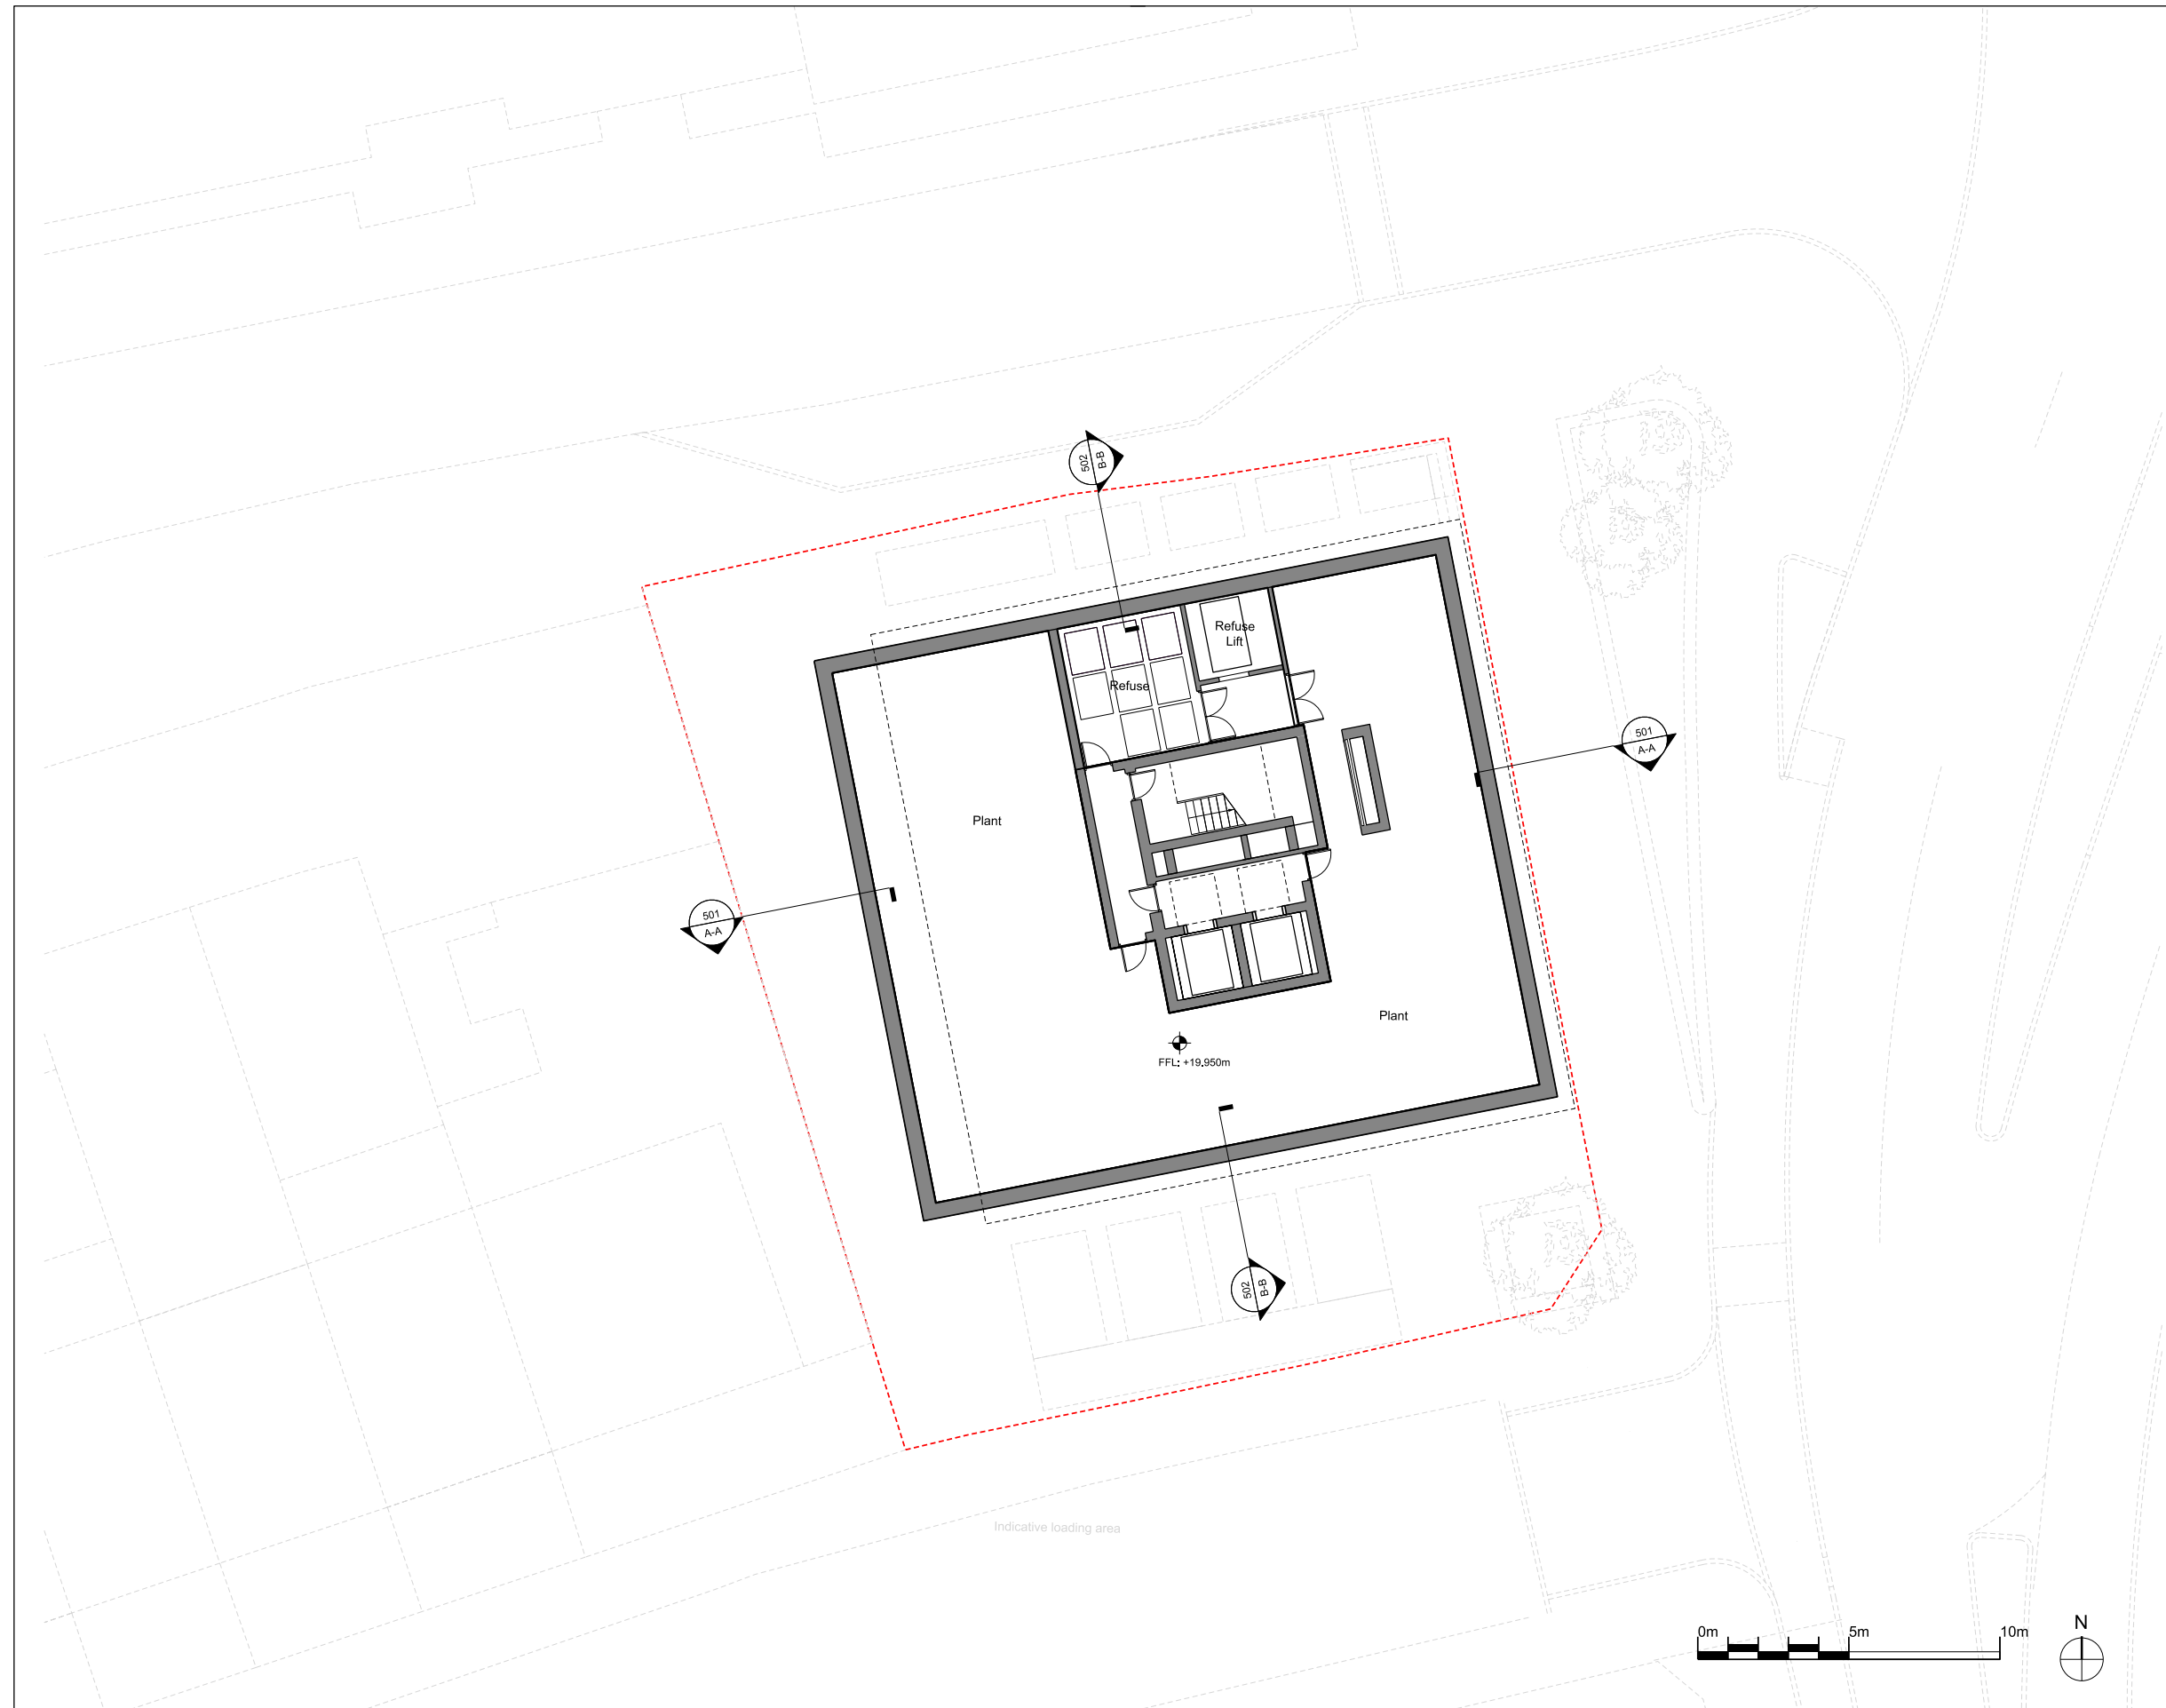 502
B-B
Refuse
Lift
Refuse
501
A-A
Plant
501
A-A
Plant
FFL: +19.950m
502
B-B
Indicative loading area
0m 5m 10m
N